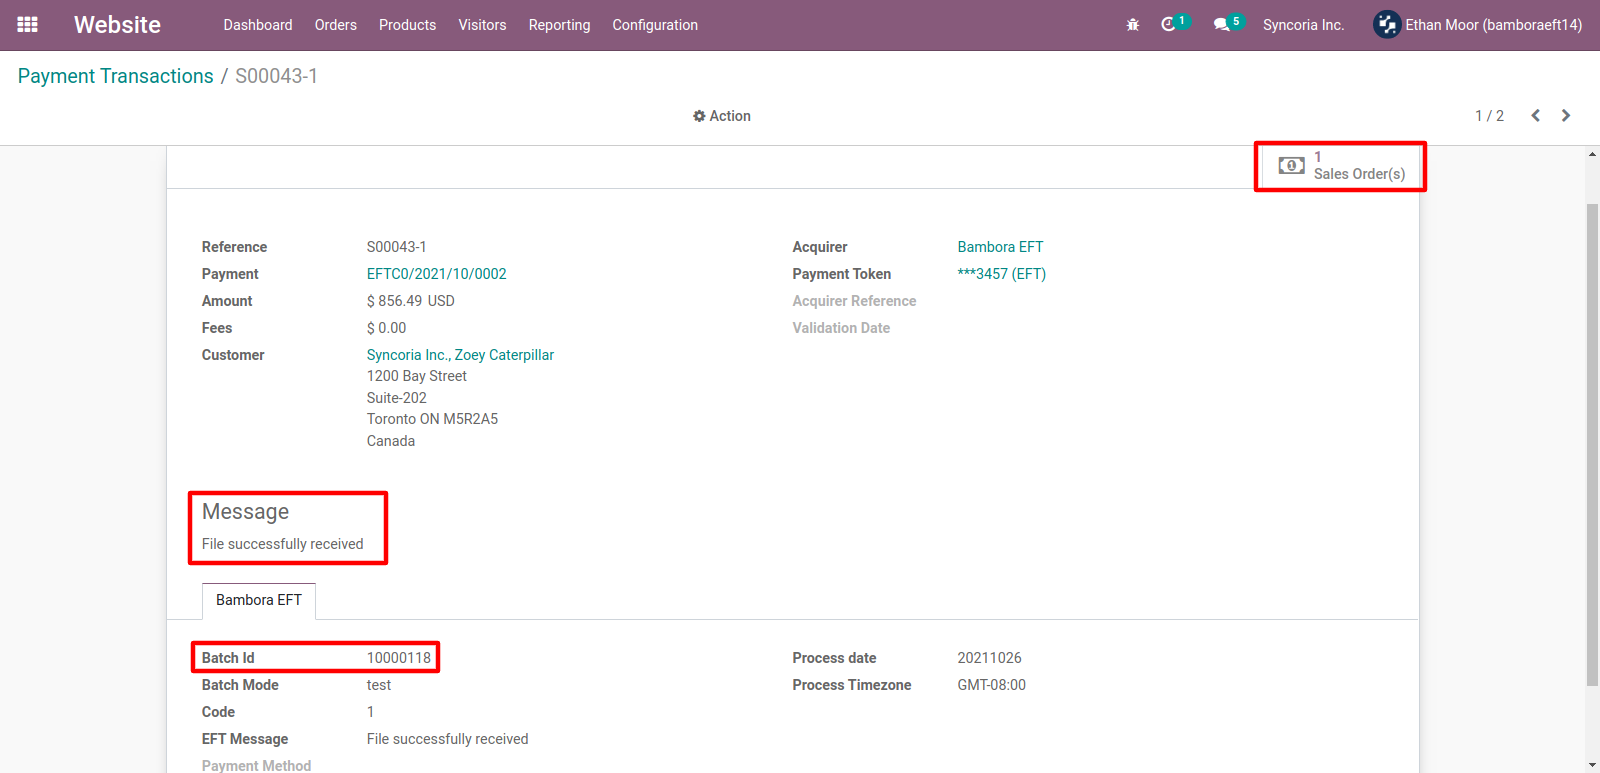 Website Dashboard Orders Products Visitors Reporting Configuration 1 5 Syncoria Inc. Ethan Moor (bamboraeft14)
Payment Transactions / S00043-1
Action 1 / 2
1
Sales Order(s)
Reference S00043-1 Acquirer Bambora EFT
Payment EFTC0/2021/10/0002 Payment Token ***3457 (EFT)
Amount $ 856.49 USD Acquirer Reference
Fees $ 0.00 Validation Date
Customer Syncoria Inc., Zoey Caterpillar
1200 Bay Street
Suite-202
Toronto ON M5R2A5
Canada
Message
File successfully received
Bambora EFT
Batch Id 10000118 Process date 20211026
Batch Mode test Process Timezone GMT-08:00
Code 1
EFT Message File successfully received
Payment Method